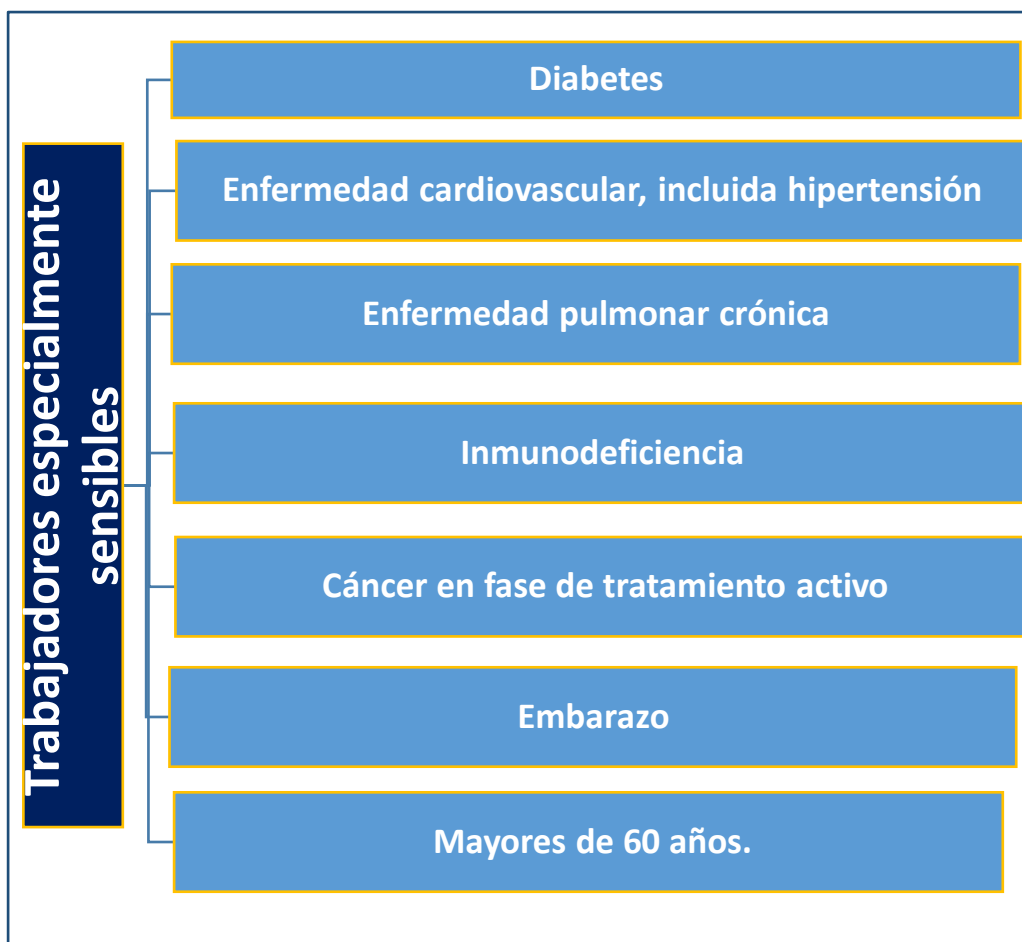 Trabajadores especialmente
sensibles
Diabetes
Enfermedad cardiovascular, incluida hipertensión
Enfermedad pulmonar crónica
Inmunodeficiencia
Cáncer en fase de tratamiento activo
Embarazo
Mayores de 60 años.